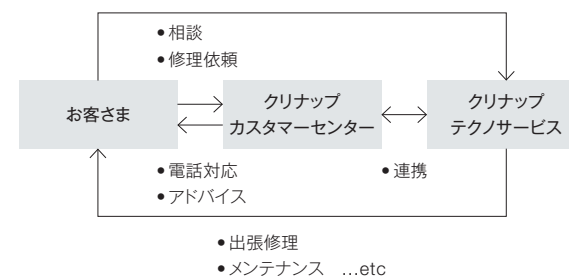 ●相談
●修理依頼
お客さま
クリナップ
カスタマーセンター
クリナップ
テクノサービス
●電話対応
●アドバイス
●連携
●出張修理
●メンテナンス …etc